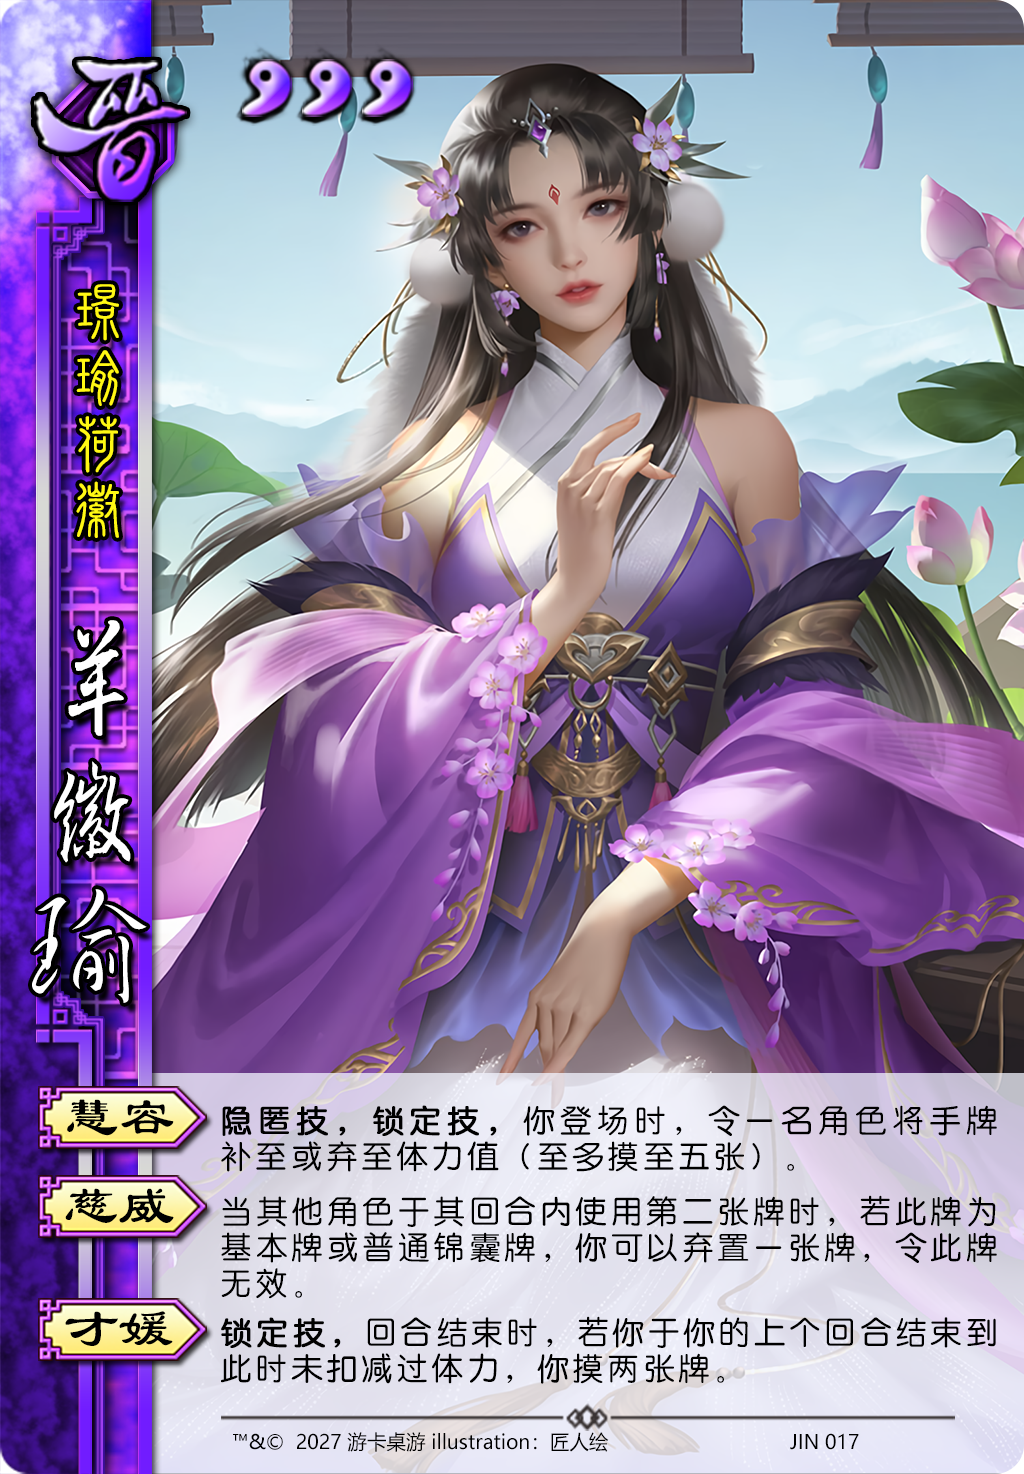 晋
999
璟瑜荷徽
羊徽瑜
慧容
隐匿技，锁定技，你登场时，令一名角色将手牌
补至或弃至体力值（至多摸至五张）。
慈威
当其他角色于其回合内使用第二张牌时，若此牌为
基本牌或普通锦囊牌，你可以弃置一张牌，令此牌
无效。
才媛
锁定技，回合结束时，若你于你的上个回合结束到
此时未扣减过体力，你摸两张牌。
™&© 2027 游卡桌游 illustration：匠人绘 JIN 017